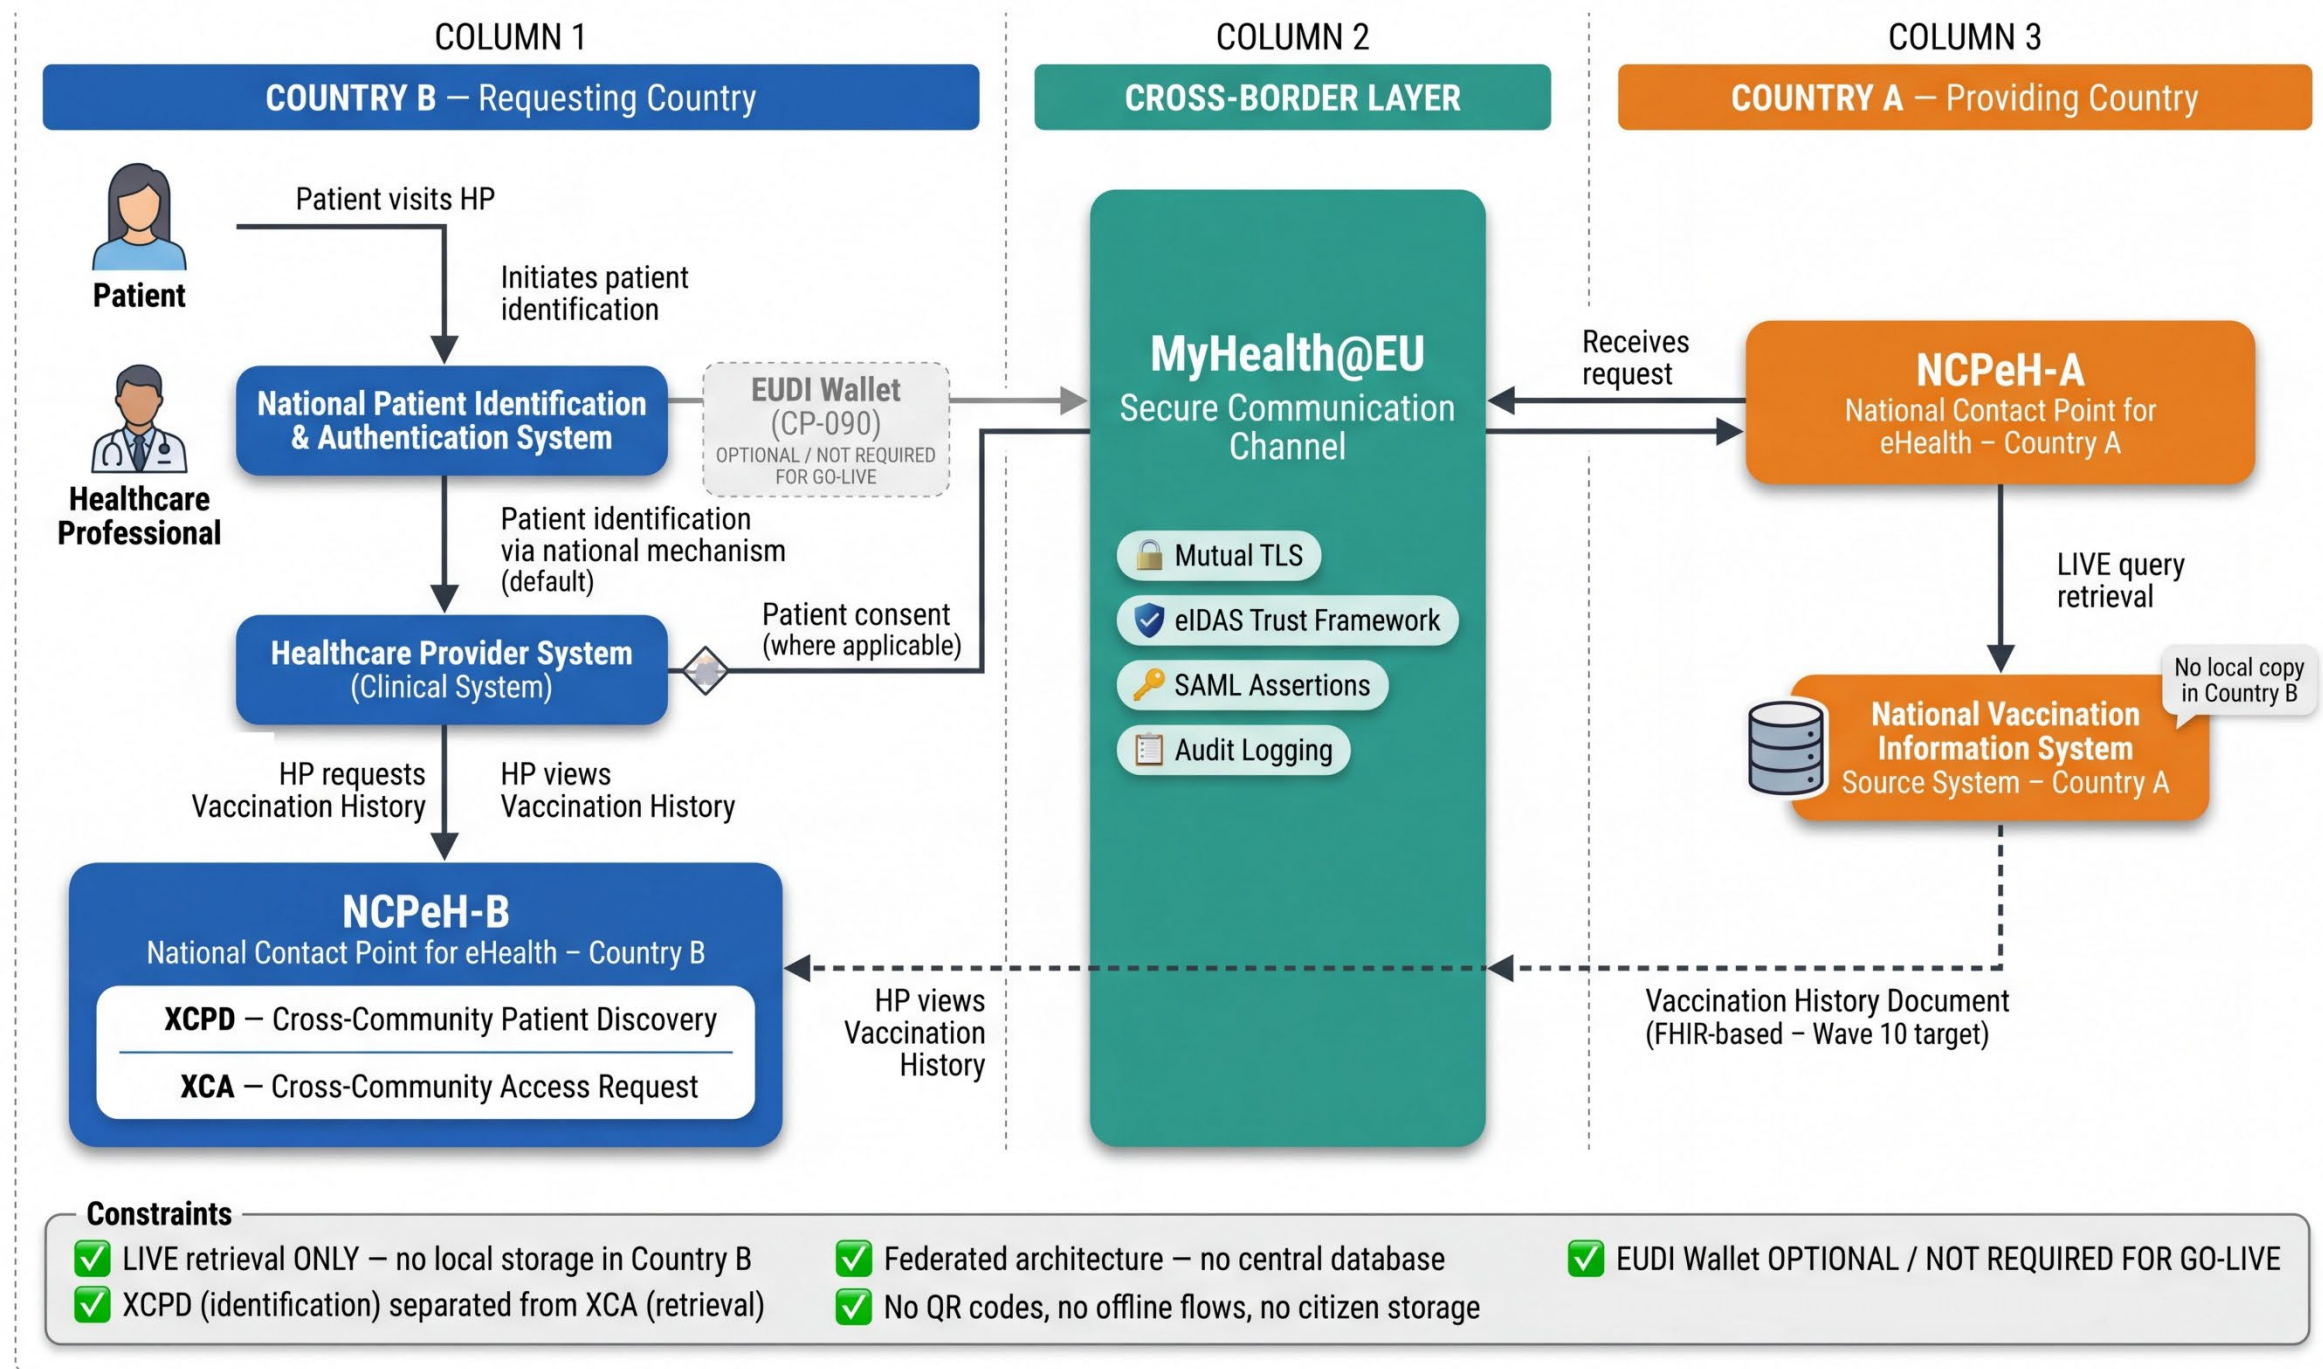 COLUMN 1
COUNTRY B — Requesting Country
Patient visits HP
Patient
Initiates patient
identification
Healthcare
Professional
National Patient Identification
& Authentication System
EUDI Wallet
(CP-090)
OPTIONAL / NOT REQUIRED
FOR GO-LIVE
Patient identification
via national mechanism
(default)
Patient consent
(where applicable)
Healthcare Provider System
(Clinical System)
HP requests
Vaccination History
HP views
Vaccination History
NCPeH-B
National Contact Point for eHealth – Country B
XCPD — Cross-Community Patient Discovery
XCA — Cross-Community Access Request
HP views
Vaccination
History
COLUMN 2
CROSS-BORDER LAYER
MyHealth@EU
Secure Communication
Channel
Mutual TLS
eIDAS Trust Framework
SAML Assertions
Audit Logging
COLUMN 3
COUNTRY A — Providing Country
Receives
request
NCPeH-A
National Contact Point for
eHealth – Country A
LIVE query
retrieval
No local copy
in Country B
National Vaccination
Information System
Source System – Country A
Vaccination History Document
(FHIR-based – Wave 10 target)
Constraints
LIVE retrieval ONLY — no local storage in Country B
XCPD (identification) separated from XCA (retrieval)
Federated architecture — no central database
No QR codes, no offline flows, no citizen storage
EUDI Wallet OPTIONAL / NOT REQUIRED FOR GO-LIVE